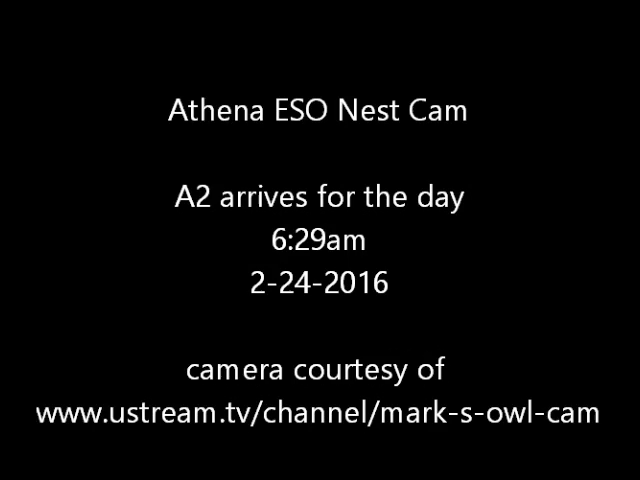 Athena ESO Nest Cam
A2 arrives for the day
6:29am
2-24-2016
camera courtesy of
www.ustream.tv/channel/mark-s-owl-cam